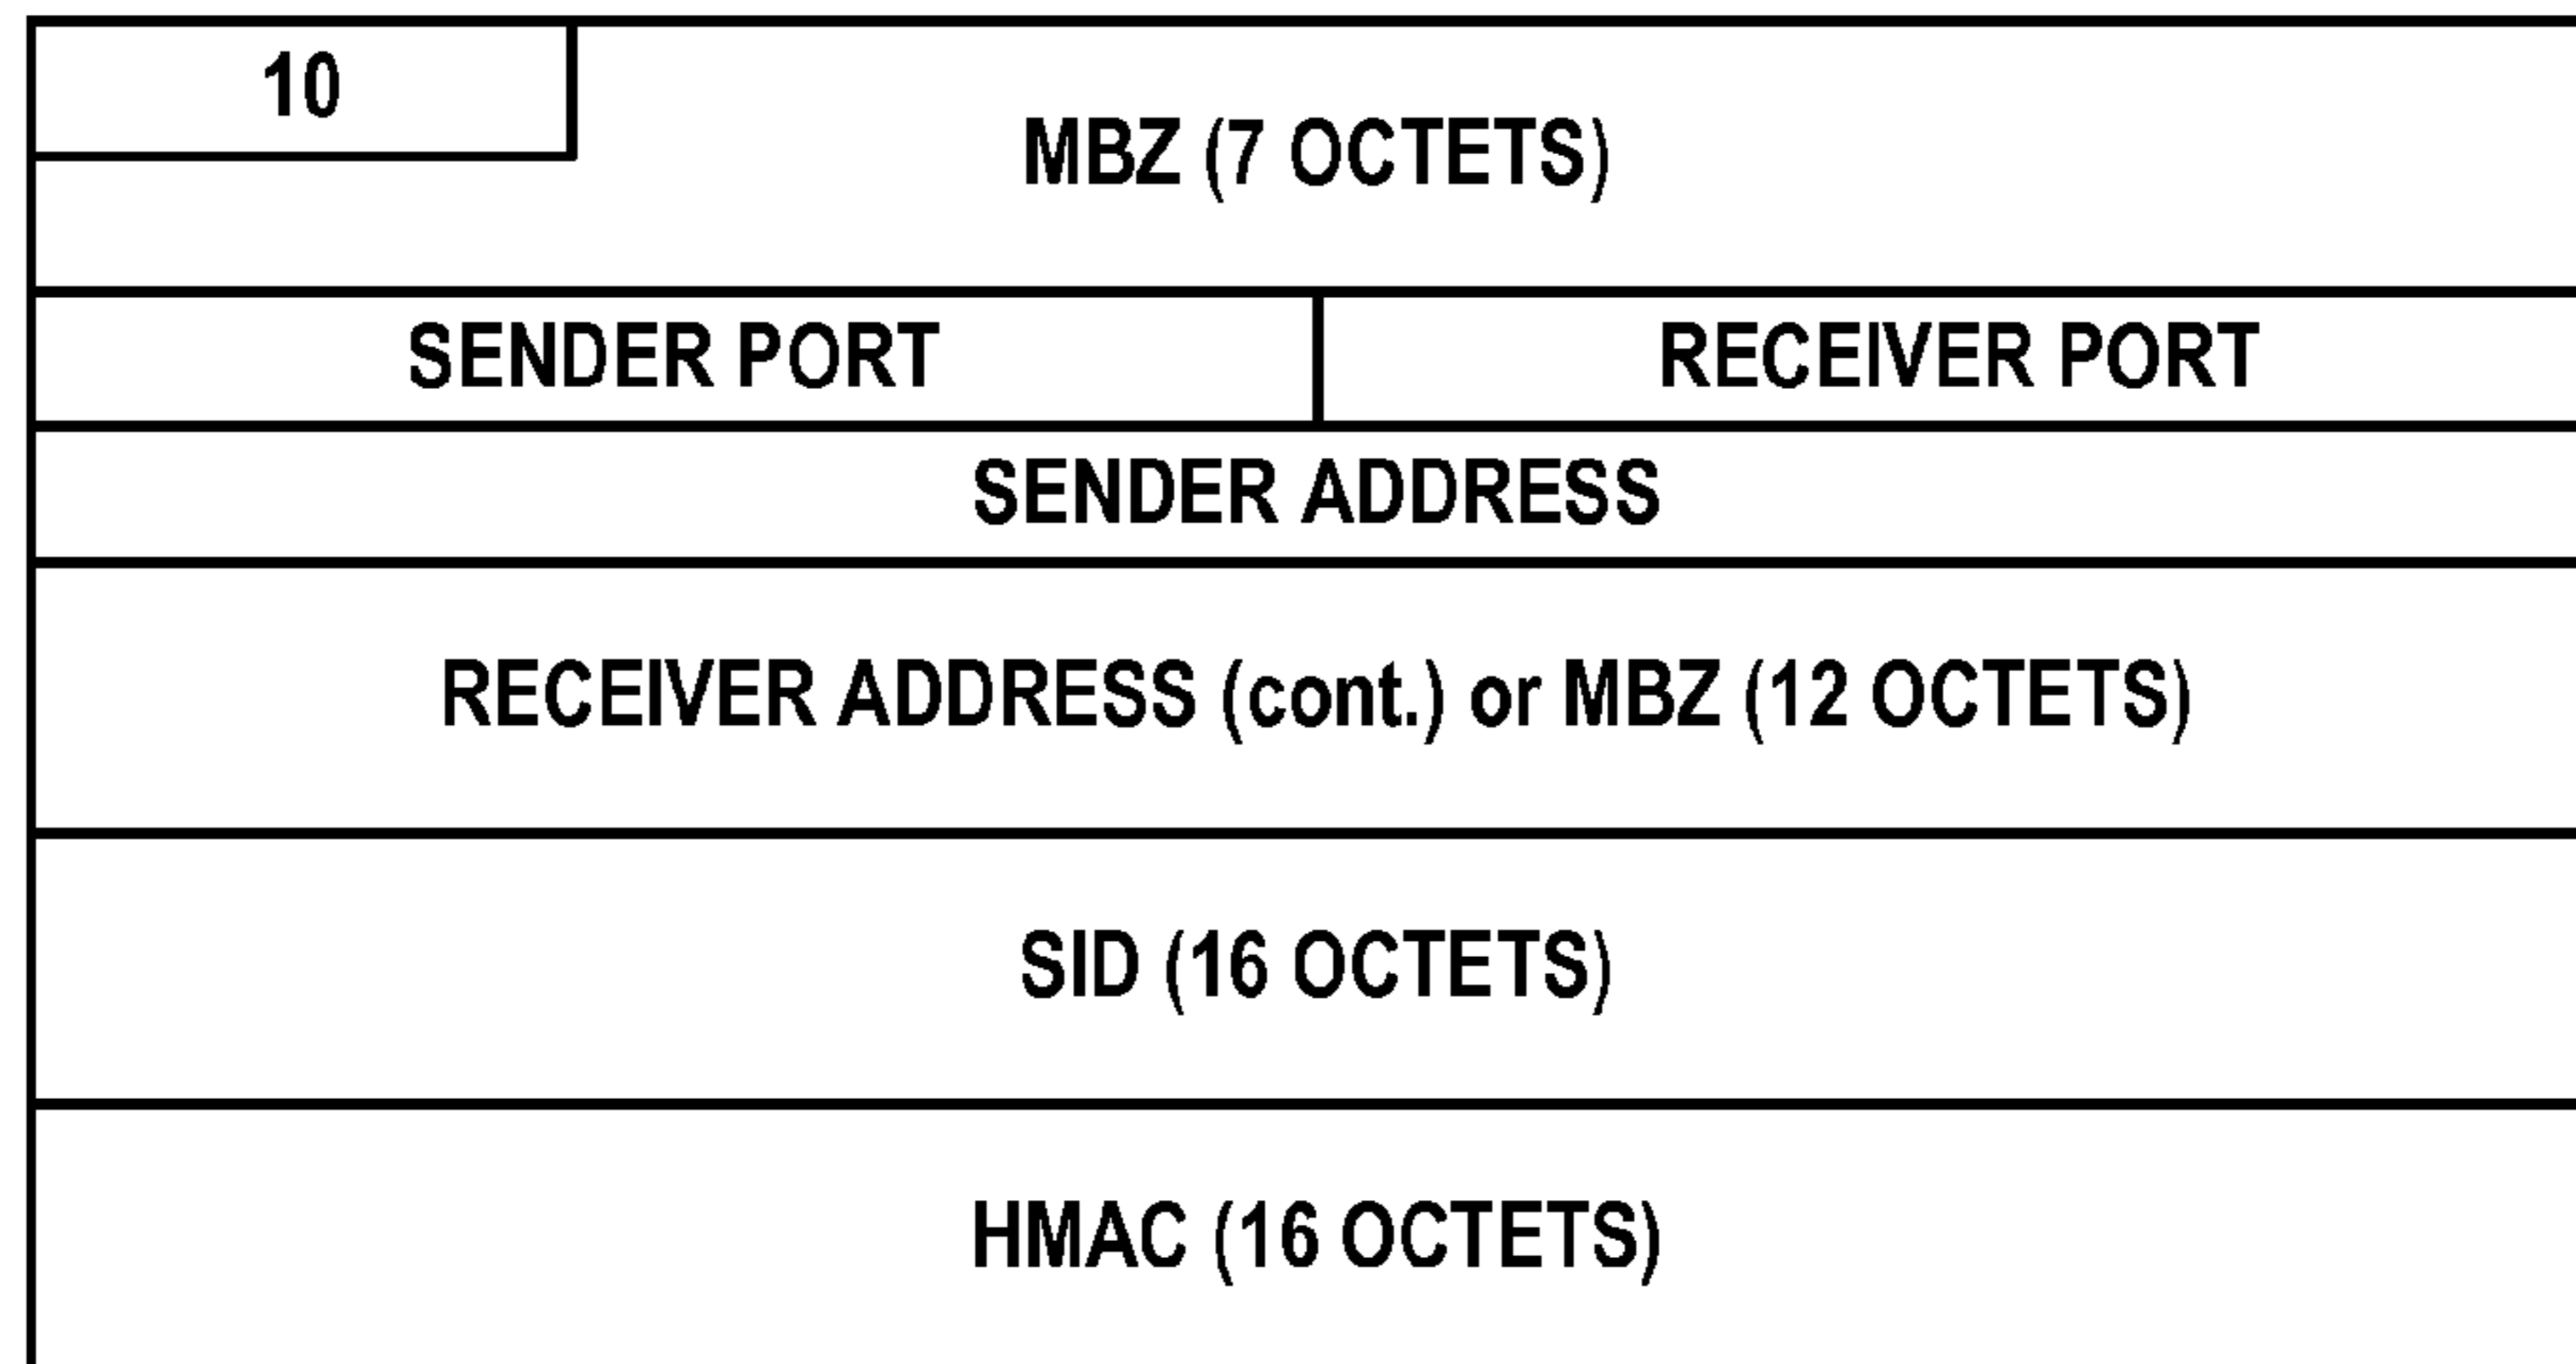 10
MBZ (7 OCTETS)
SENDER PORT
RECEIVER PORT
SENDER ADDRESS
RECEIVER ADDRESS (cont.) or MBZ (12 OCTETS)
SID (16 OCTETS)
HMAC (16 OCTETS)